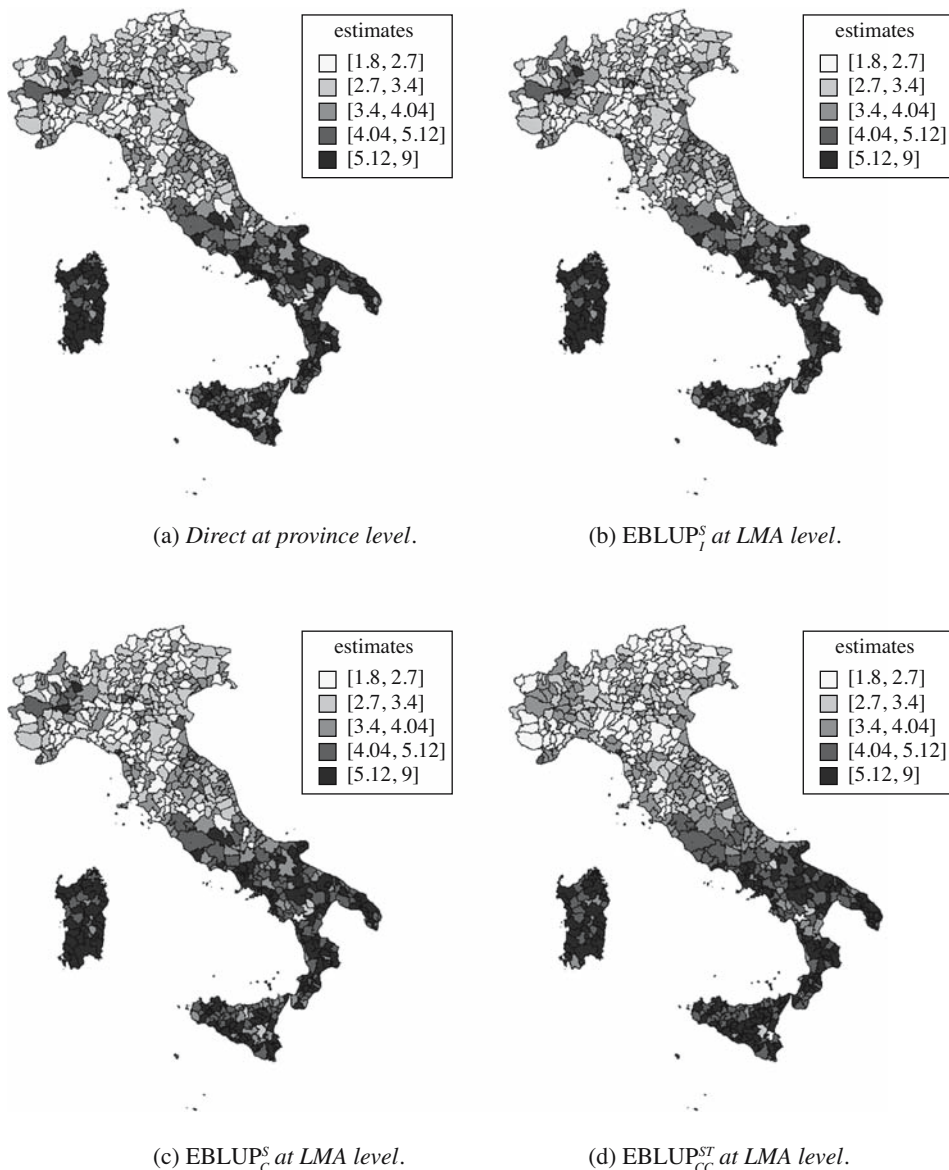 estimates
[1.8, 2.7]
[2.7, 3.4]
[3.4, 4.04]
[4.04, 5.12]
[5.12, 9]
estimates
[1.8, 2.7]
[2.7, 3.4]
[3.4, 4.04]
[4.04, 5.12]
[5.12, 9]
(a) Direct at province level.
(b) EBLUP^S_I at LMA level.
estimates
[1.8, 2.7]
[2.7, 3.4]
[3.4, 4.04]
[4.04, 5.12]
[5.12, 9]
estimates
[1.8, 2.7]
[2.7, 3.4]
[3.4, 4.04]
[4.04, 5.12]
[5.12, 9]
(c) EBLUP^S_C at LMA level.
(d) EBLUP^ST_CC at LMA level.